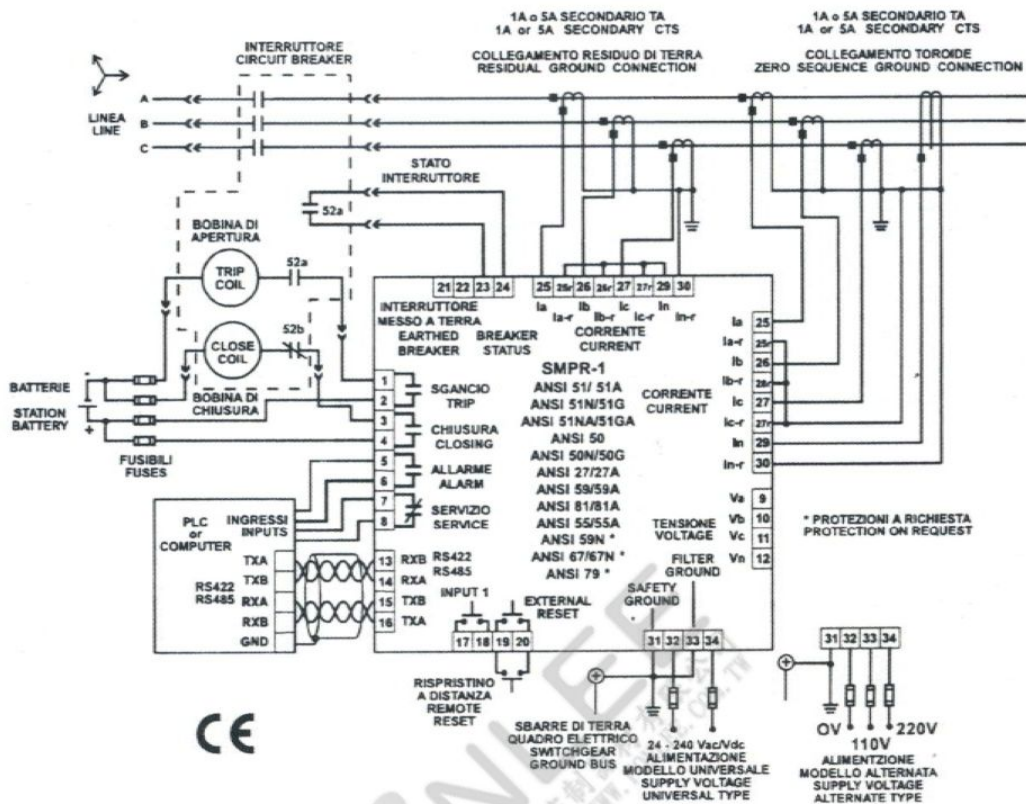 1A o 5A SECONDARIO TA
1A or 5A SECONDARY CTS
COLLEGAMENTO RESIDUO DI TERRA
RESIDUAL GROUND CONNECTION
1A o 5A SECONDARIO TA
1A or 5A SECONDARY CTS
COLLEGAMENTO TOROIDE
ZERO SEQUENCE GROUND CONNECTION
INTERRUTTORE
CIRCUIT BREAKER
A
LINEA
LINE
B
C
STATO
INTERRUTTORE
52a
BOBINA DI
APERTURA
TRIP
COIL
52a
CLOSE
COIL
52b
BOBINA DI
CHIUSURA
BATTERIE
STATION
BATTERY
-
+
FUSIBILI
FUSES
21 22 23 24
25 25r 26 26r 27 27r 29 30
Ia Ib Ic In
Ia-r Ib-r Ic-r In-r
INTERRUTTORE
MESSO A TERRA
EARTHED
BREAKER
BREAKER
STATUS
CORRENTE
CURRENT
SMPR-1
ANSI 51/ 51A
ANSI 51N/51G
ANSI 51NA/51GA
ANSI 50
ANSI 50N/50G
ANSI 27/27A
ANSI 59/59A
ANSI 81/81A
ANSI 55/55A
ANSI 59N *
ANSI 67/67N *
ANSI 79 *
1
2
SGANCIO
TRIP
3
4
CHIUSURA
CLOSING
5
6
ALLARME
ALARM
7
8
SERVIZIO
SERVICE
13 RXB
14 RXA
15 TXB
16 TXA
RS422
RS485
PLC
or
COMPUTER
INGRESSI
INPUTS
TXA
TXB
RS422
RS485
RXA
RXB
GND
INPUT 1
EXTERNAL
RESET
17 18 19 20
RISPRISTINO
A DISTANZA
REMOTE
RESET
CORRENTE
CURRENT
Ia 25
Ia-r 25r
Ib 26
Ib-r 26r
Ic 27
Ic-r 27r
In 29
In-r 30
TENSIONE
VOLTAGE
Va 9
Vb 10
Vc 11
Vn 12
* PROTEZIONI A RICHIESTA
PROTECTION ON REQUEST
FILTER
GROUND
SAFETY
GROUND
31 32 33 34
SBARRE DI TERRA
QUADRO ELETTRICO
SWITCHGEAR
GROUND BUS
24 - 240 Vac/Vdc
ALIMENTAZIONE
MODELLO UNIVERSALE
SUPPLY VOLTAGE
UNIVERSAL TYPE
31 32 33 34
OV
110V
220V
ALIMENTZIONE
MODELLO ALTERNATA
SUPPLY VOLTAGE
ALTERNATE TYPE
CE